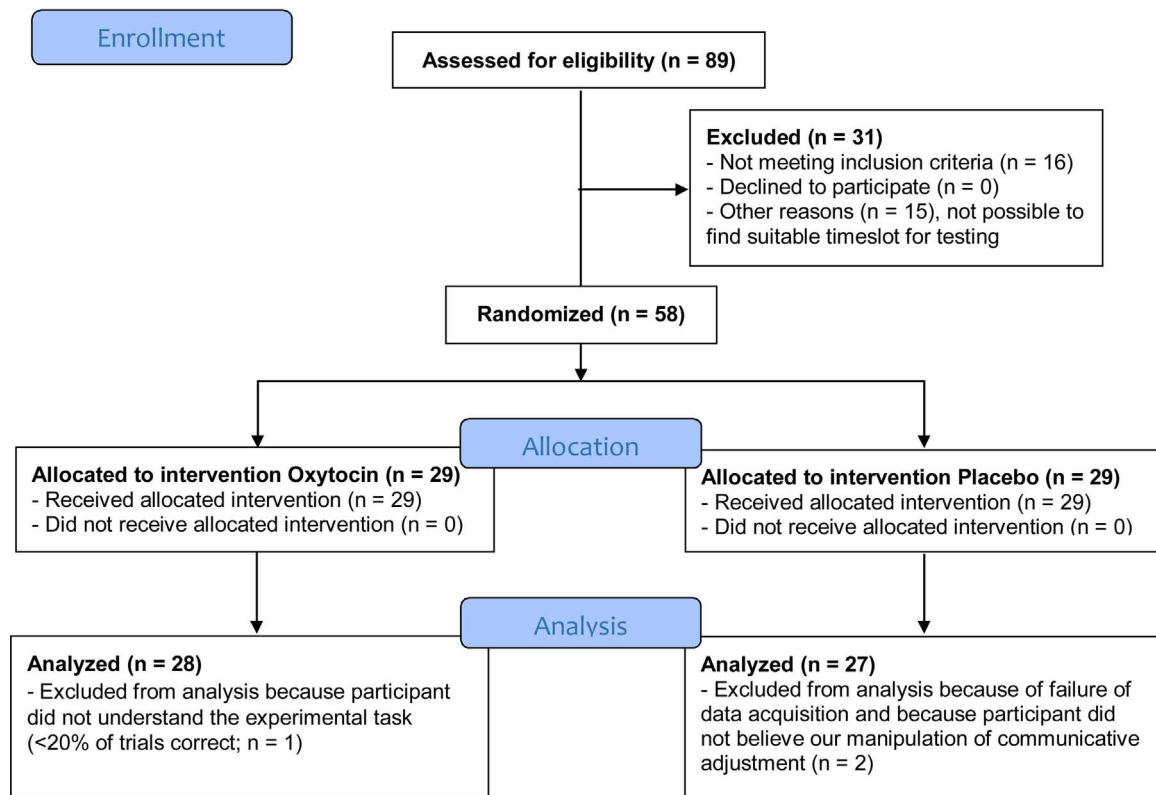 Enrollment
Assessed for eligibility (n = 89)
Excluded (n = 31)
- Not meeting inclusion criteria (n = 16)
- Declined to participate (n = 0)
- Other reasons (n = 15), not possible to
find suitable timeslot for testing
Randomized (n = 58)
Allocation
Allocated to intervention Oxytocin (n = 29)
- Received allocated intervention (n = 29)
- Did not receive allocated intervention (n = 0)
Allocated to intervention Placebo (n = 29)
- Received allocated intervention (n = 29)
- Did not receive allocated intervention (n = 0)
Analysis
Analyzed (n = 28)
- Excluded from analysis because participant
did not understand the experimental task
(<20% of trials correct; n = 1)
Analyzed (n = 27)
- Excluded from analysis because of failure of
data acquisition and because participant did
not believe our manipulation of communicative
adjustment (n = 2)